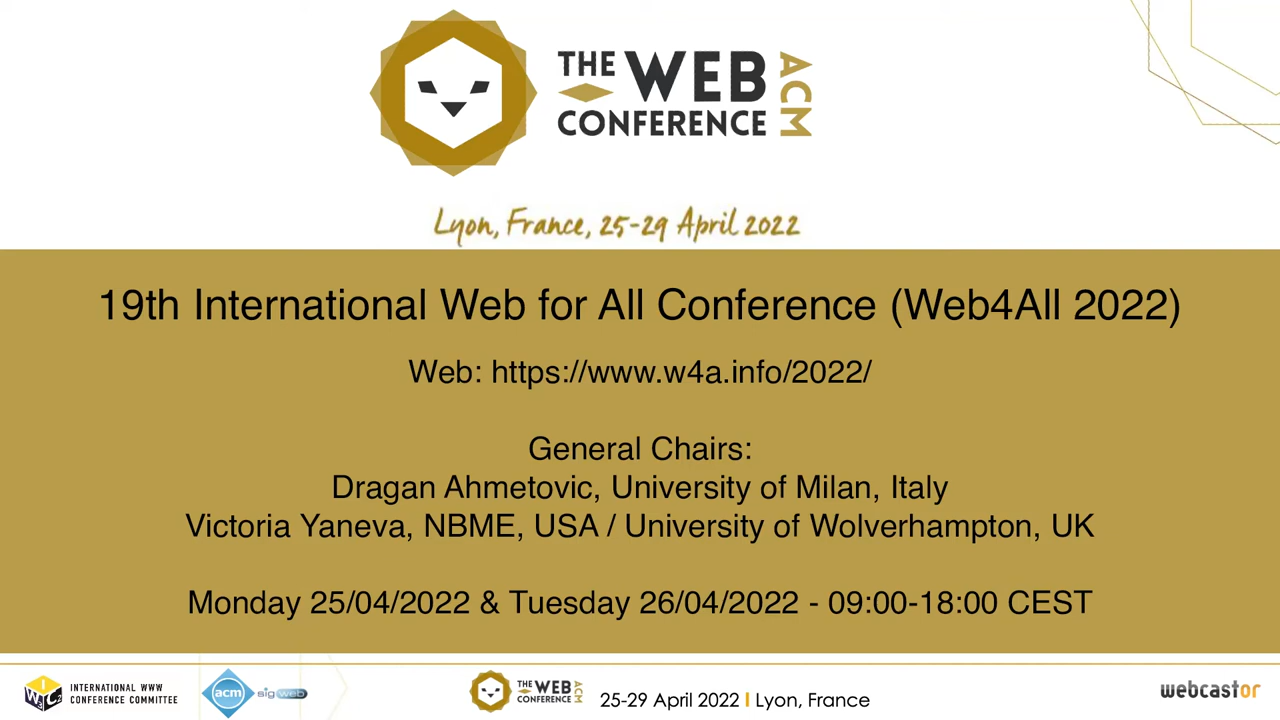 THE WEB CONFERENCE ACM
Lyon, France, 25-29 April 2022
19th International Web for All Conference (Web4All 2022)
Web: https://www.w4a.info/2022/
General Chairs:
Dragan Ahmetovic, University of Milan, Italy
Victoria Yaneva, NBME, USA / University of Wolverhampton, UK
Monday 25/04/2022 & Tuesday 26/04/2022 - 09:00-18:00 CEST
INTERNATIONAL WWW
CONFERENCE COMMITTEE
acm sigweb
THE WEB CONFERENCE ACM
25-29 April 2022 I Lyon, France
webcastor